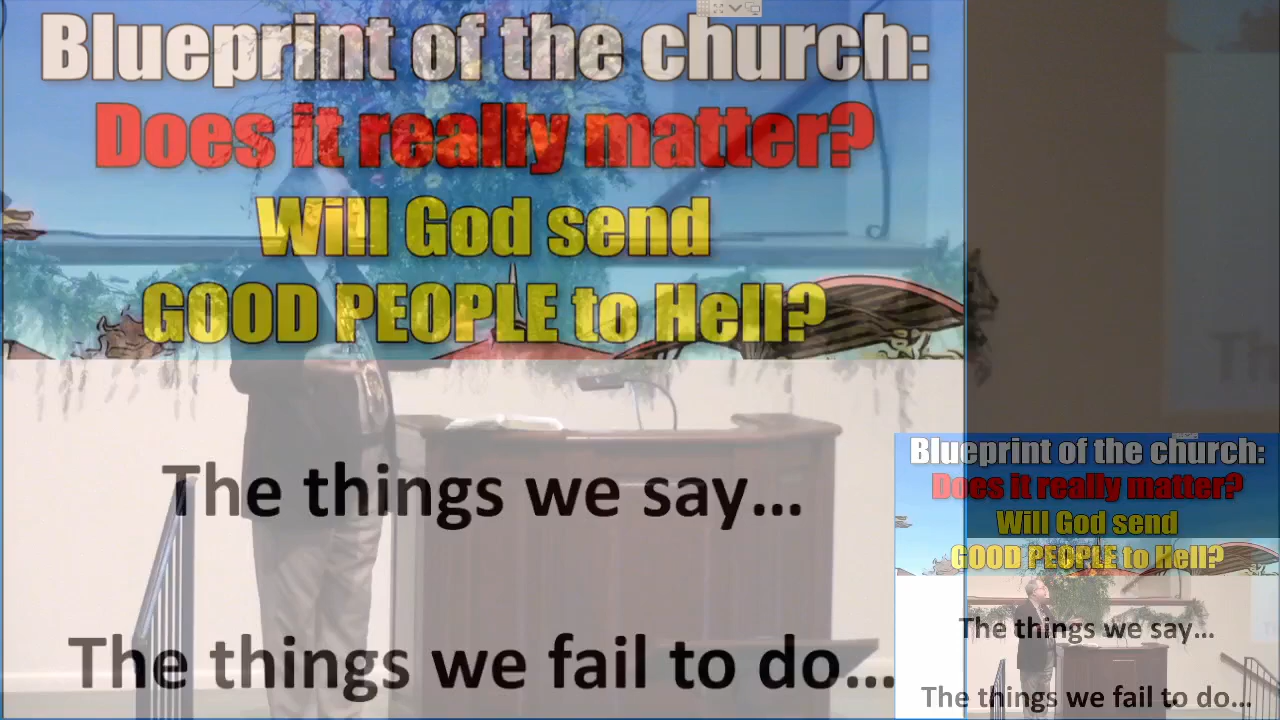 Blueprint of the church:
Does it really matter?
Will God send
GOOD PEOPLE to Hell?
The things we say...
The things we fail to do...
Blueprint of the church:
Does it really matter?
Will God send
GOOD PEOPLE to Hell?
The things we say...
The things we fail to do...